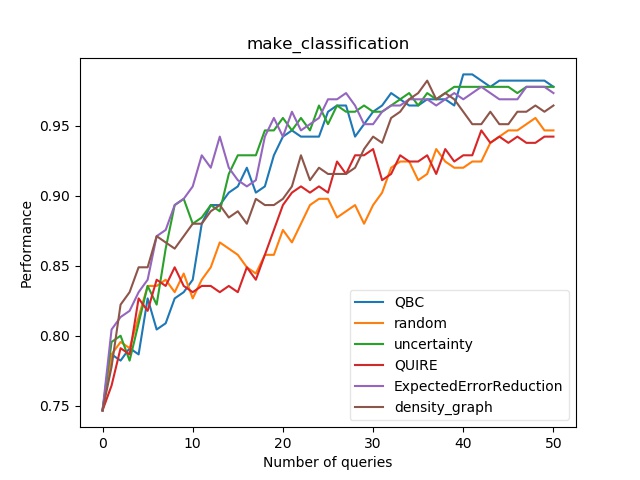 make_classification
Performance
0.95
0.90
0.85
0.80
0.75
0
10
20
30
40
50
Number of queries
QBC
random
uncertainty
QUIRE
ExpectedErrorReduction
density_graph